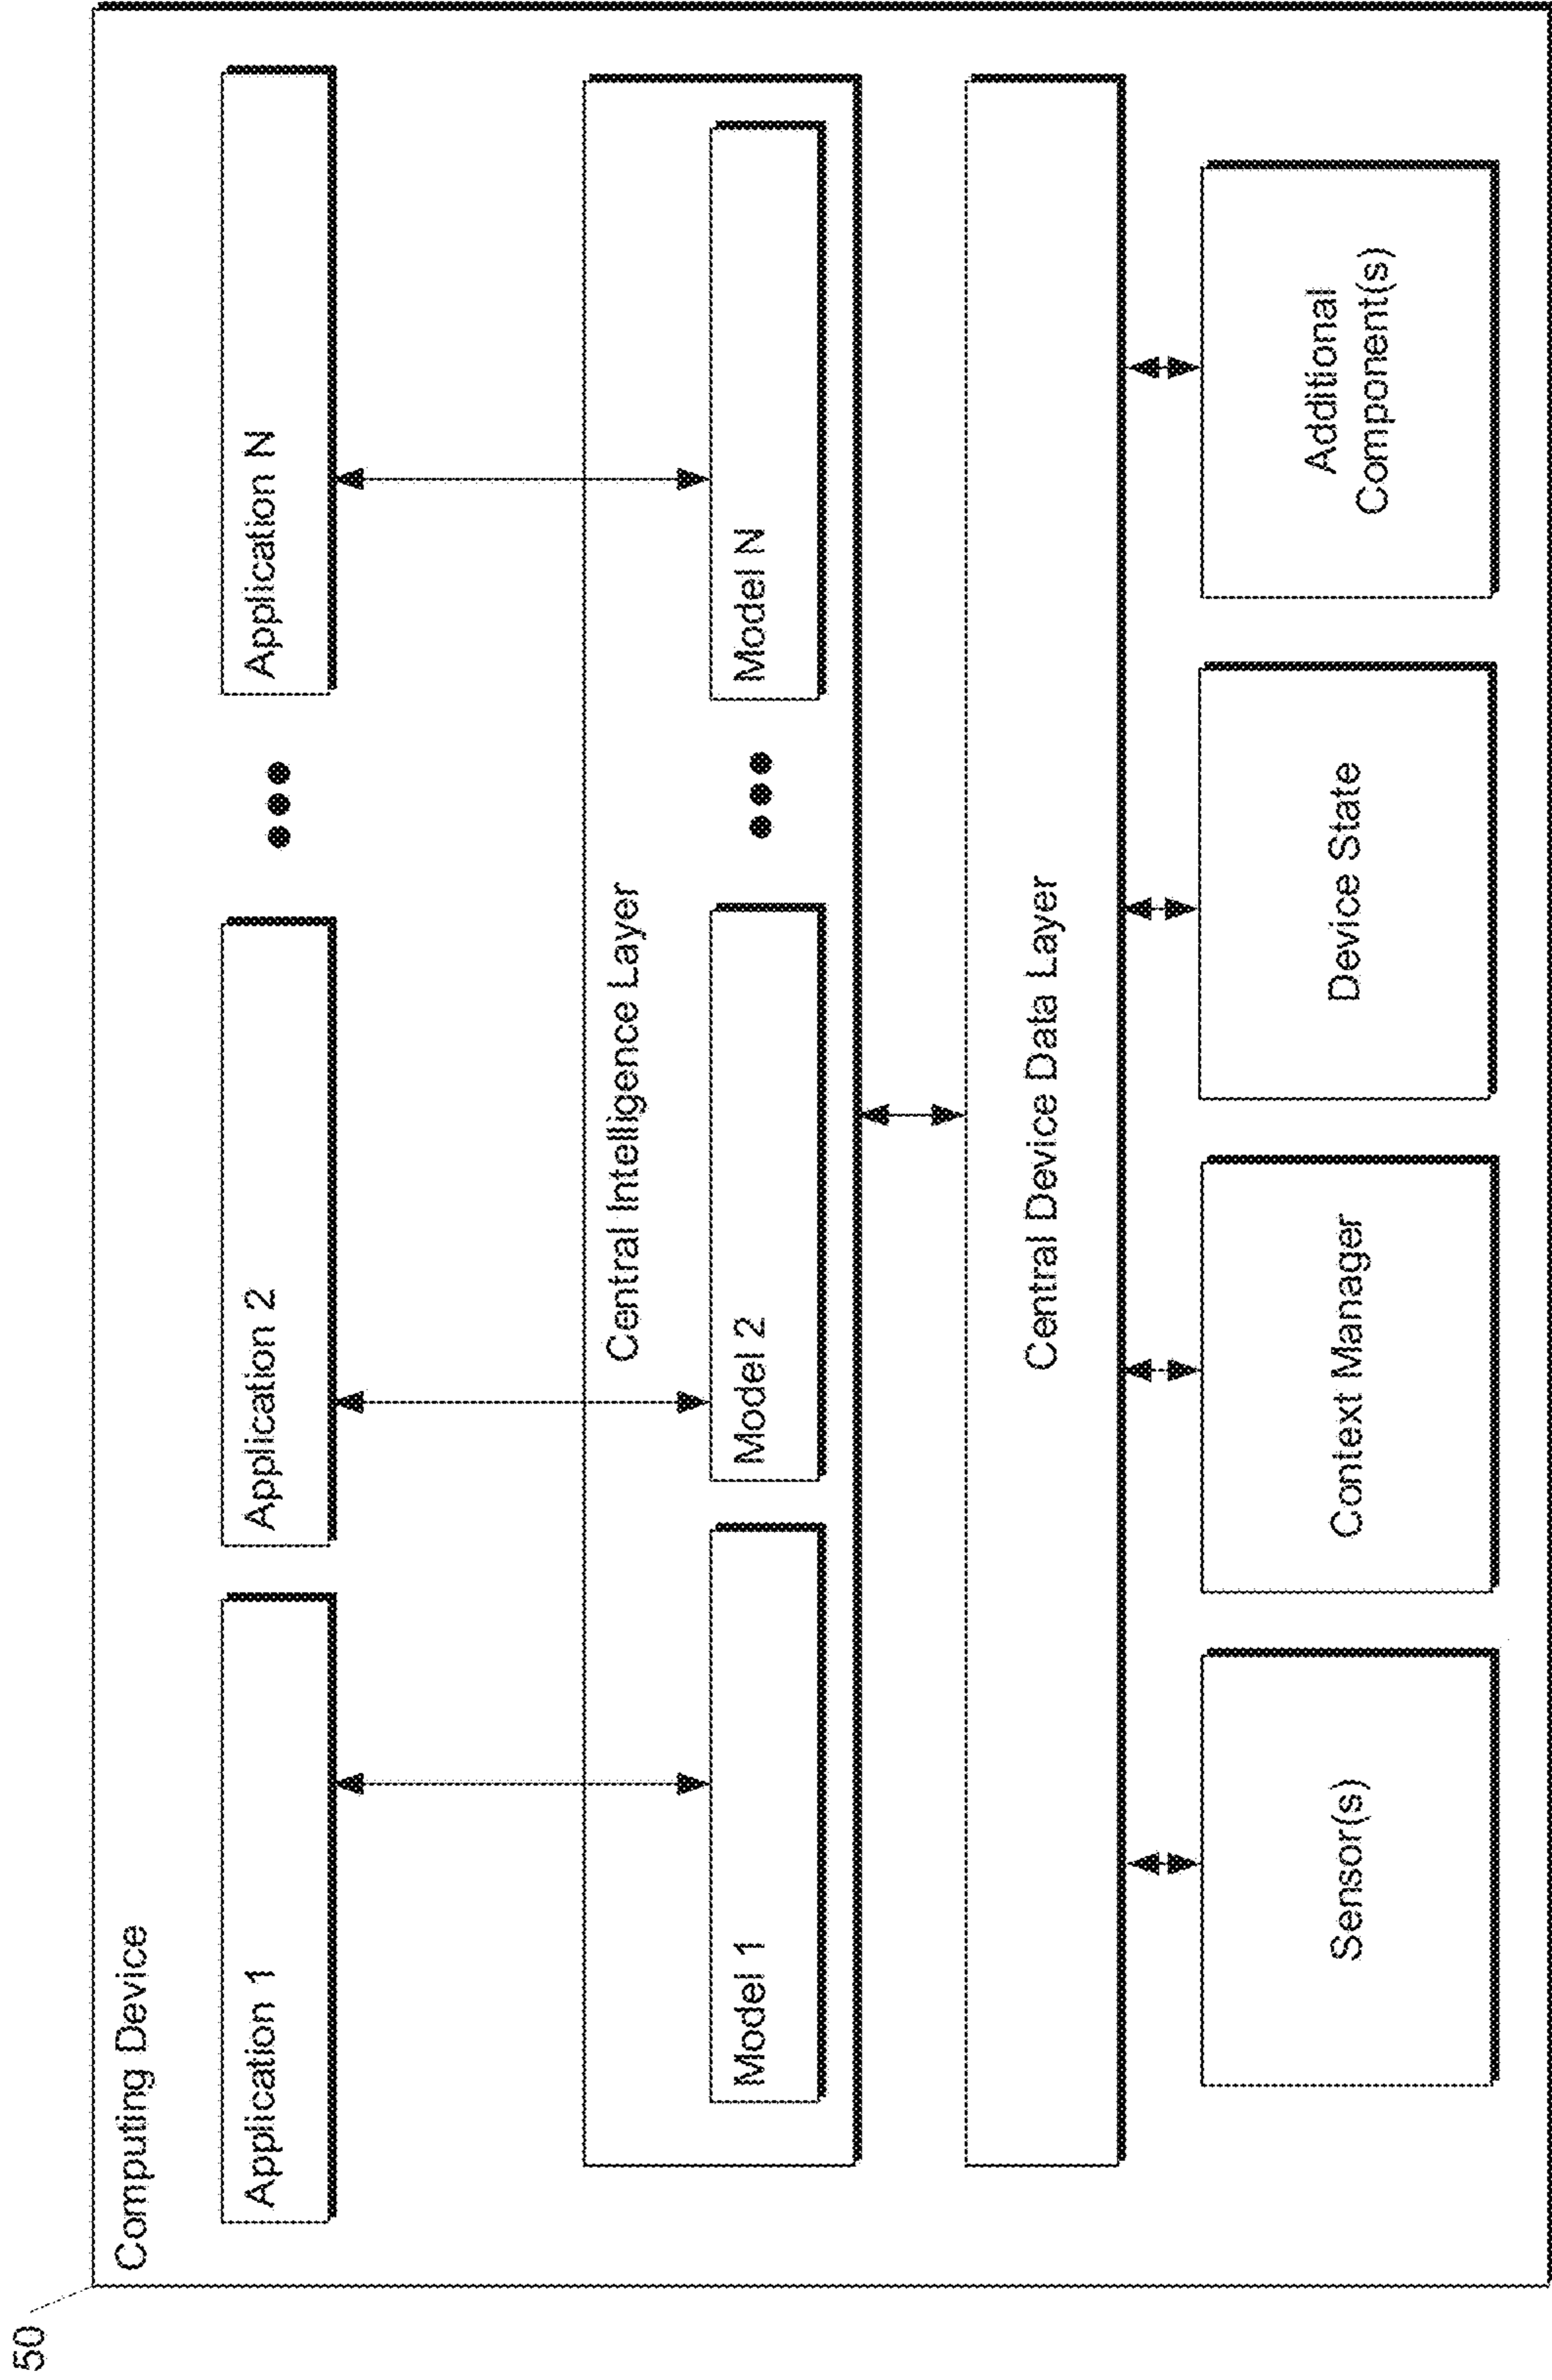 50
Computing Device
Application 1
Application 2
Application N
Central Intelligence Layer
Model 1
Model 2
Model N
Central Device Data Layer
Sensor(s)
Context Manager
Device State
Additional
Component(s)